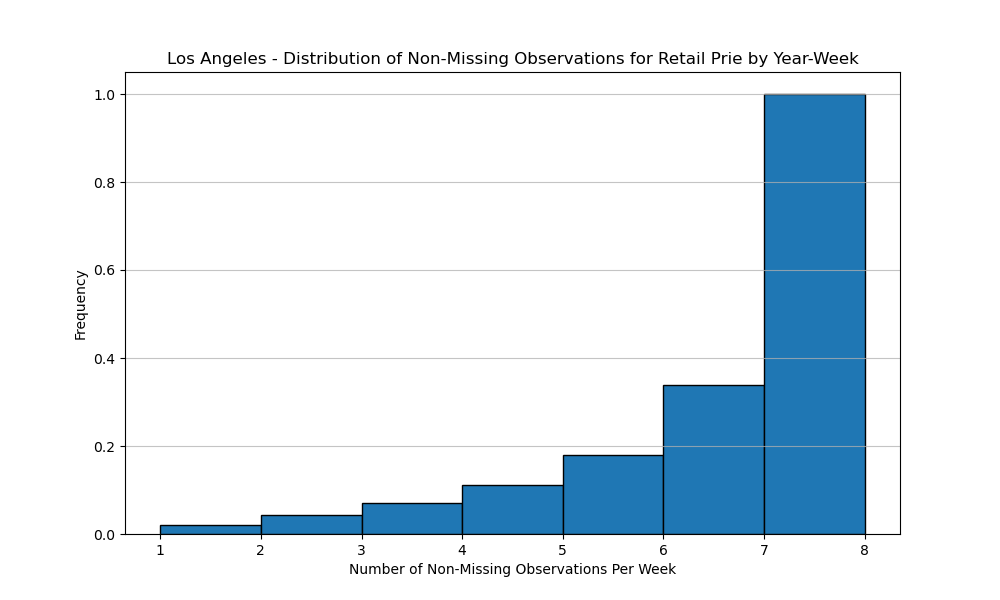 Los Angeles - Distribution of Non-Missing Observations for Retail Prie by Year-Week
1.0
0.8
0.6
0.4
0.2
0.0
Frequency
1 2 3 4 5 6 7 8
Number of Non-Missing Observations Per Week